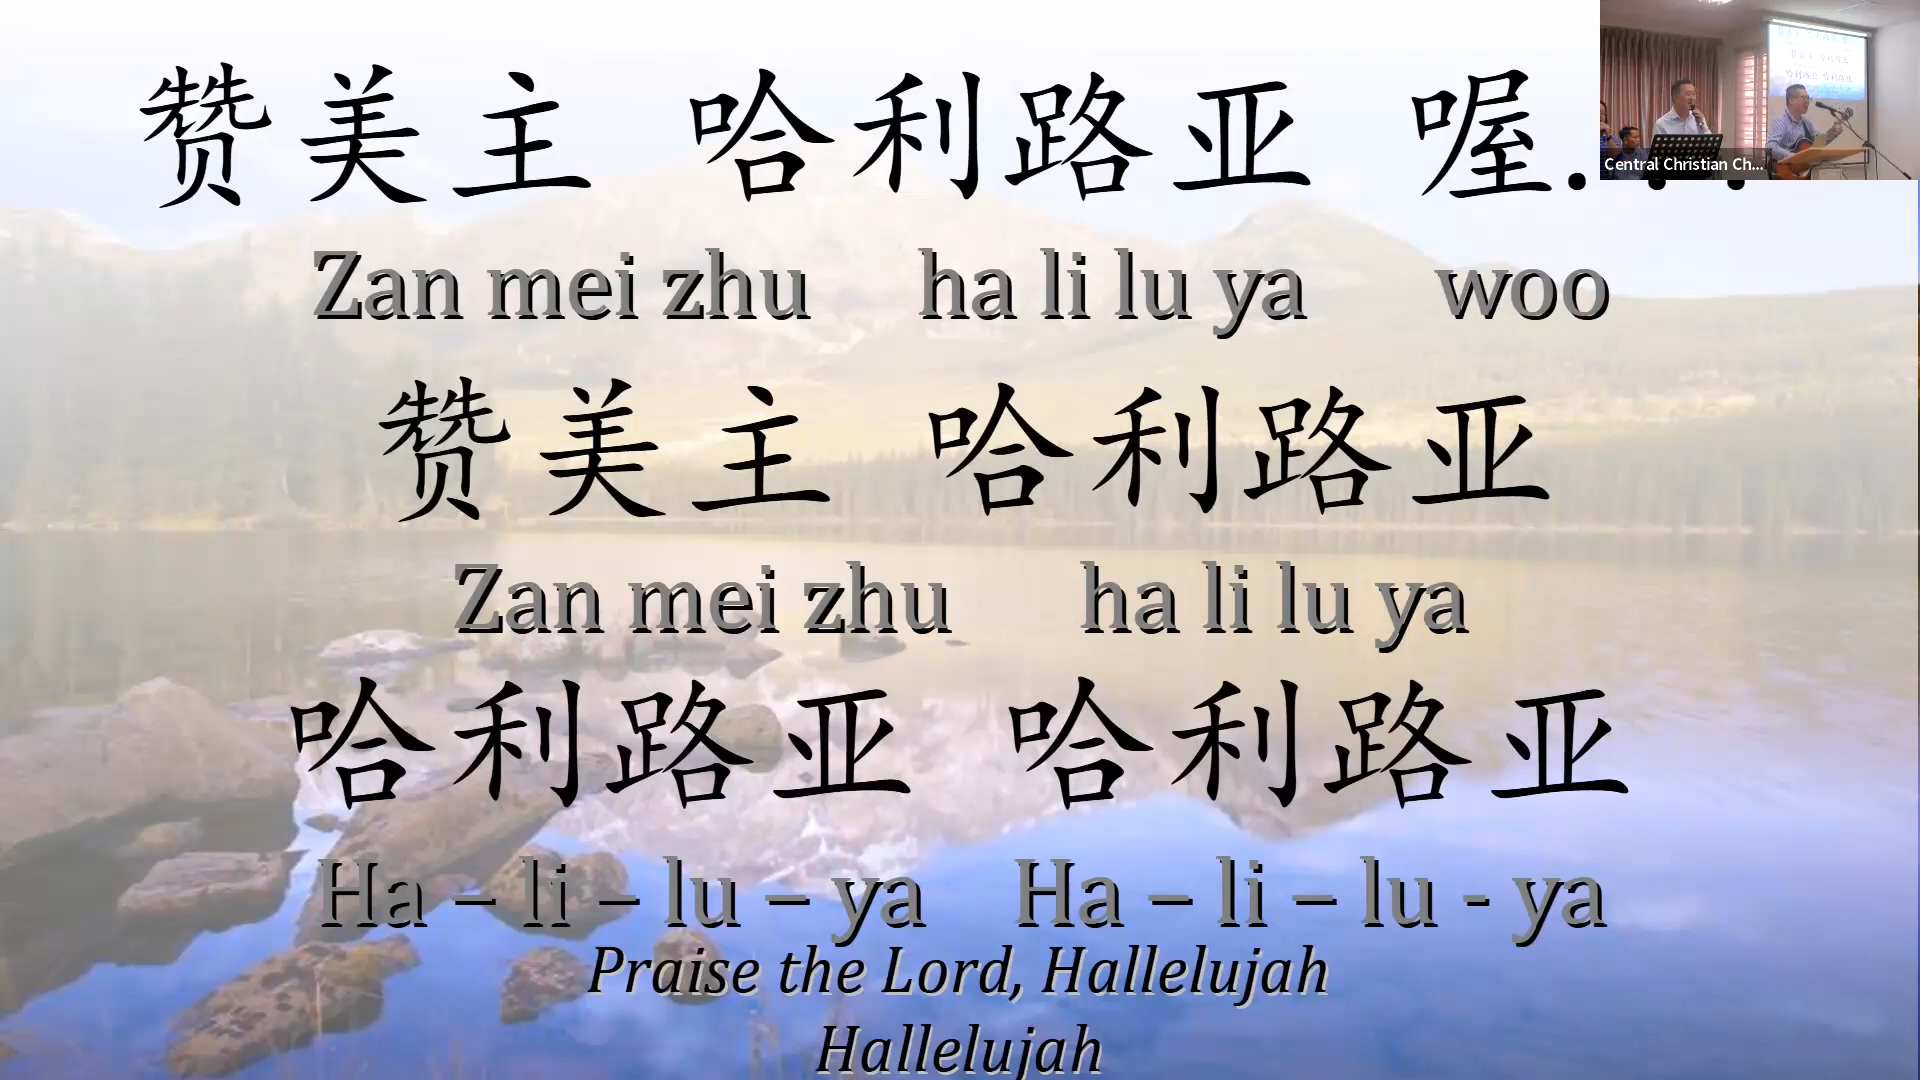 赞美主 哈利路亚 喔...
Zan mei zhu ha li lu ya woo
赞美主 哈利路亚
Zan mei zhu ha li lu ya
哈利路亚 哈利路亚
Ha – li – lu – ya Ha – li – lu - ya
Praise the Lord, Hallelujah
Hallelujah
Central Christian Ch...